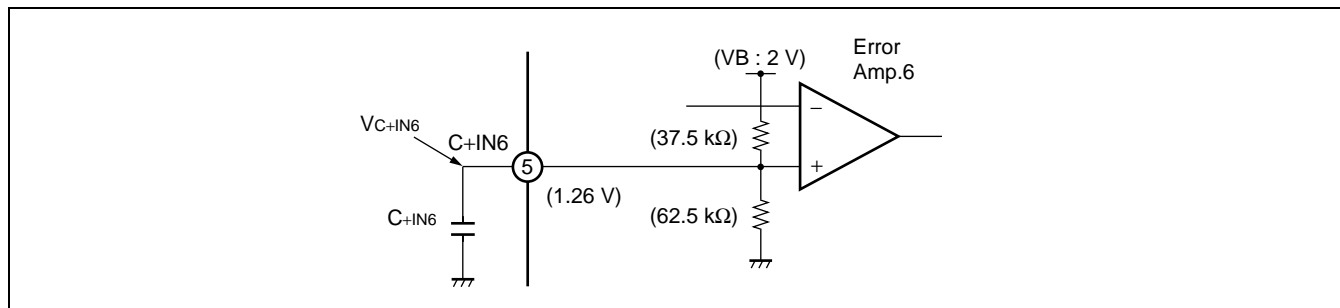 (VB : 2 V)
Error
Amp.6
−
VC+IN6
C+IN6
(37.5 kΩ)
5
+
(1.26 V)
C+IN6
(62.5 kΩ)